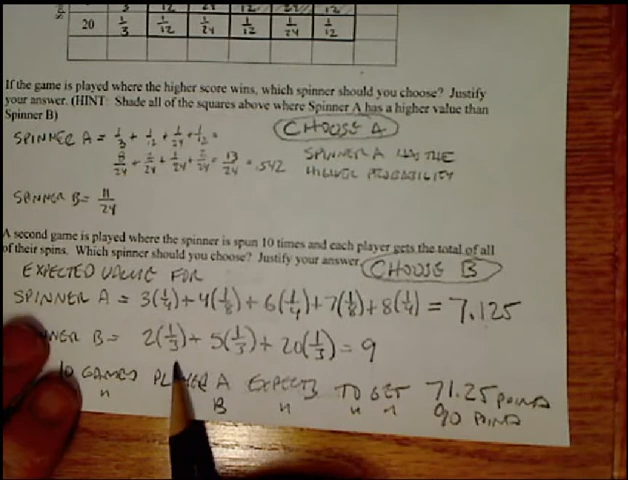 20 1/3 1/12 1/24 1/12 1/24 1/12
If the game is played where the higher score wins, which spinner should you choose? Justify
your answer. (HINT: Shade all of the squares above where Spinner A has a higher value than
Spinner B)
CHOOSE A
SPINNER A = 1/3 + 1/12 + 1/24 + 1/12 =
8/24 + 2/24 + 1/24 + 2/24 = 13/24 = .542
SPINNER A HAS THE
HIGHER PROBABILITY
SPINNER B = 11/24
A second game is played where the spinner is spun 10 times and each player gets the total of all
of their spins. Which spinner should you choose? Justify your answer.
CHOOSE B
EXPECTED VALUE FOR
SPINNER A = 3(1/4) + 4(1/8) + 6(1/4) + 7(1/8) + 8(1/4) = 7.125
NER B = 2(1/3) + 5(1/3) + 20(1/3) = 9
10 GAMES PLAYER A EXPECTS TO GET 71.25 POINTS
" B " " " 90 POINTS